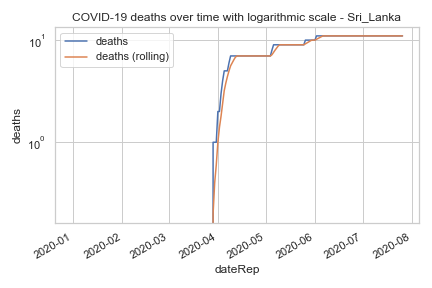 COVID-19 deaths over time with logarithmic scale - Sri_Lanka
deaths
deaths (rolling)
10¹
10⁰
deaths
2020-01
2020-02
2020-03
2020-04
2020-05
2020-06
2020-07
2020-08
dateRep